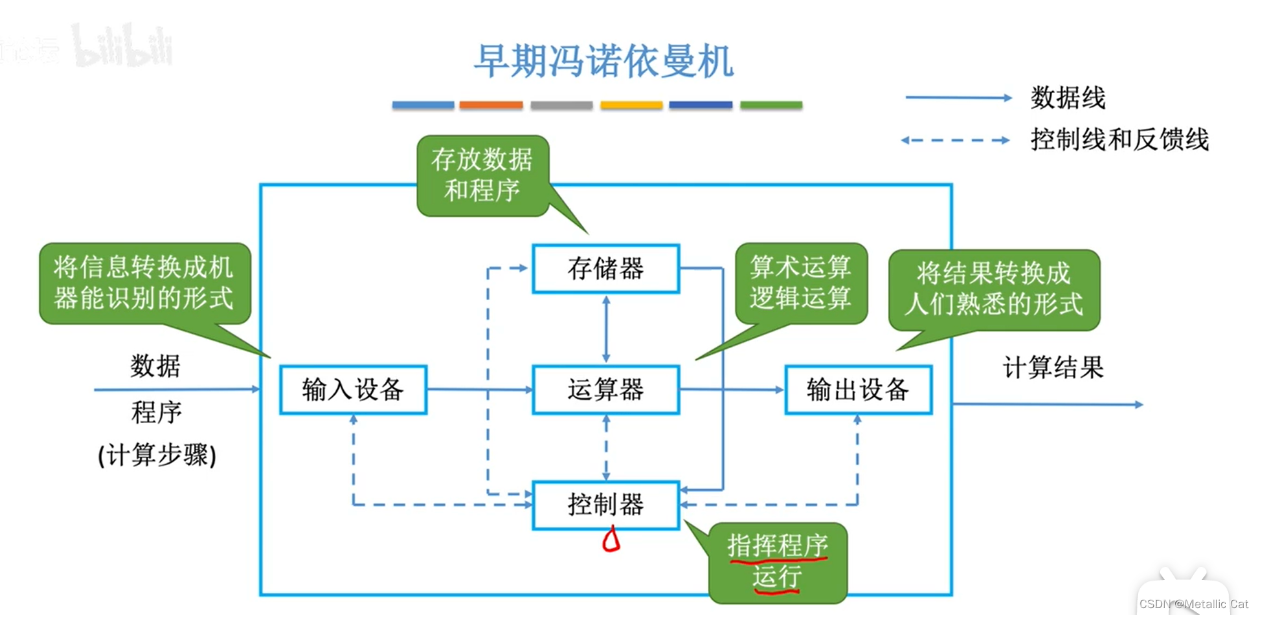 bilibili
早期冯诺依曼机
数据线
控制线和反馈线
存放数据
和程序
将信息转换成机
器能识别的形式
存储器
算术运算
逻辑运算
将结果转换成
人们熟悉的形式
数据
程序
(计算步骤)
输入设备
运算器
输出设备
计算结果
控制器
指挥程序
运行
CSDN @Metallic Cat